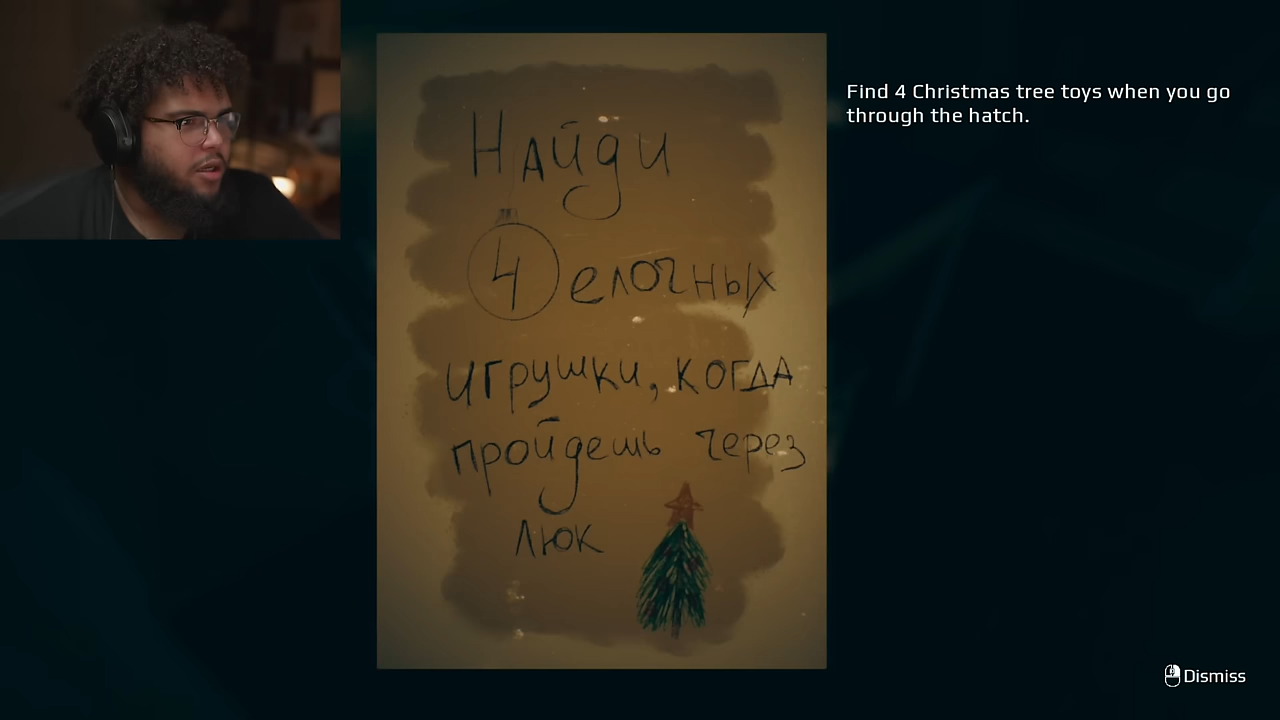 Найди
4 елочных
игрушки, когда
пройдешь через
люк
Find 4 Christmas tree toys when you go
through the hatch.
Dismiss